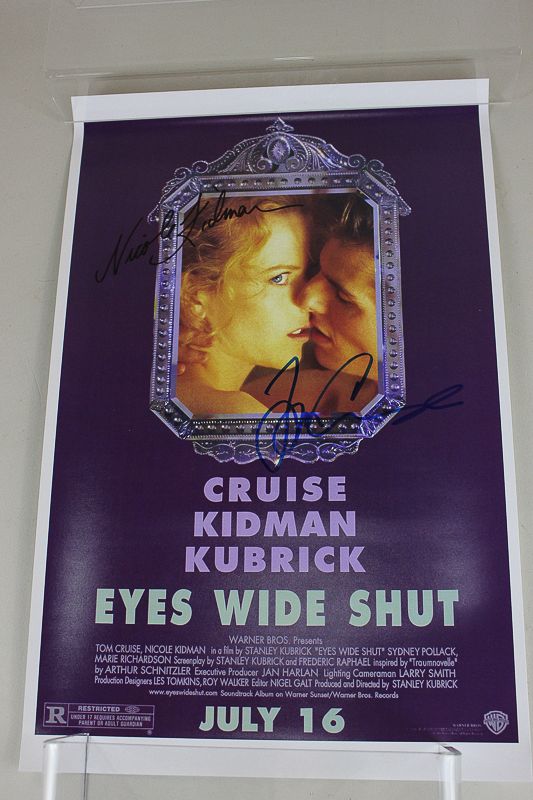 Nicole Kidman
Tom Cruise
CRUISE
KIDMAN
KUBRICK
EYES WIDE SHUT
WARNER BROS. Presents
TOM CRUISE, NICOLE KIDMAN in a film by STANLEY KUBRICK "EYES WIDE SHUT" SYDNEY POLLACK,
MARIE RICHARDSON Screenplay by STANLEY KUBRICK and FREDERIC RAPHAEL inspired by "Traumnovelle"
by ARTHUR SCHNITZLER Executive Producer JAN HARLAN Lighting Cameraman LARRY SMITH
Production Designers LES TOMKINS, ROY WALKER Editor NIGEL GALT Produced and Directed by STANLEY KUBRICK
www.eyeswideshut.com Soundtrack Album on Warner Sunset/Warner Bros. Records
R RESTRICTED
UNDER 17 REQUIRES ACCOMPANYING
PARENT OR ADULT GUARDIAN
JULY 16
WARNER BROS.